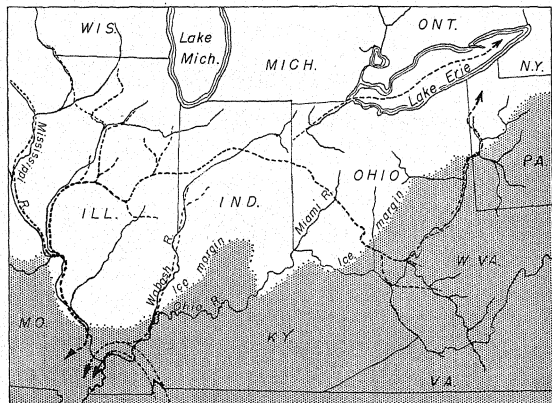 WIS.
Lake
Mich.
MICH.
ONT.
N.Y.
Lake Erie
Mississippi
R.
ILL.
IND.
OHIO
PA.
Wabash R.
Ice margin
Miami R.
Ice margin
Ohio R.
W. VA.
MO.
KY.
VA.